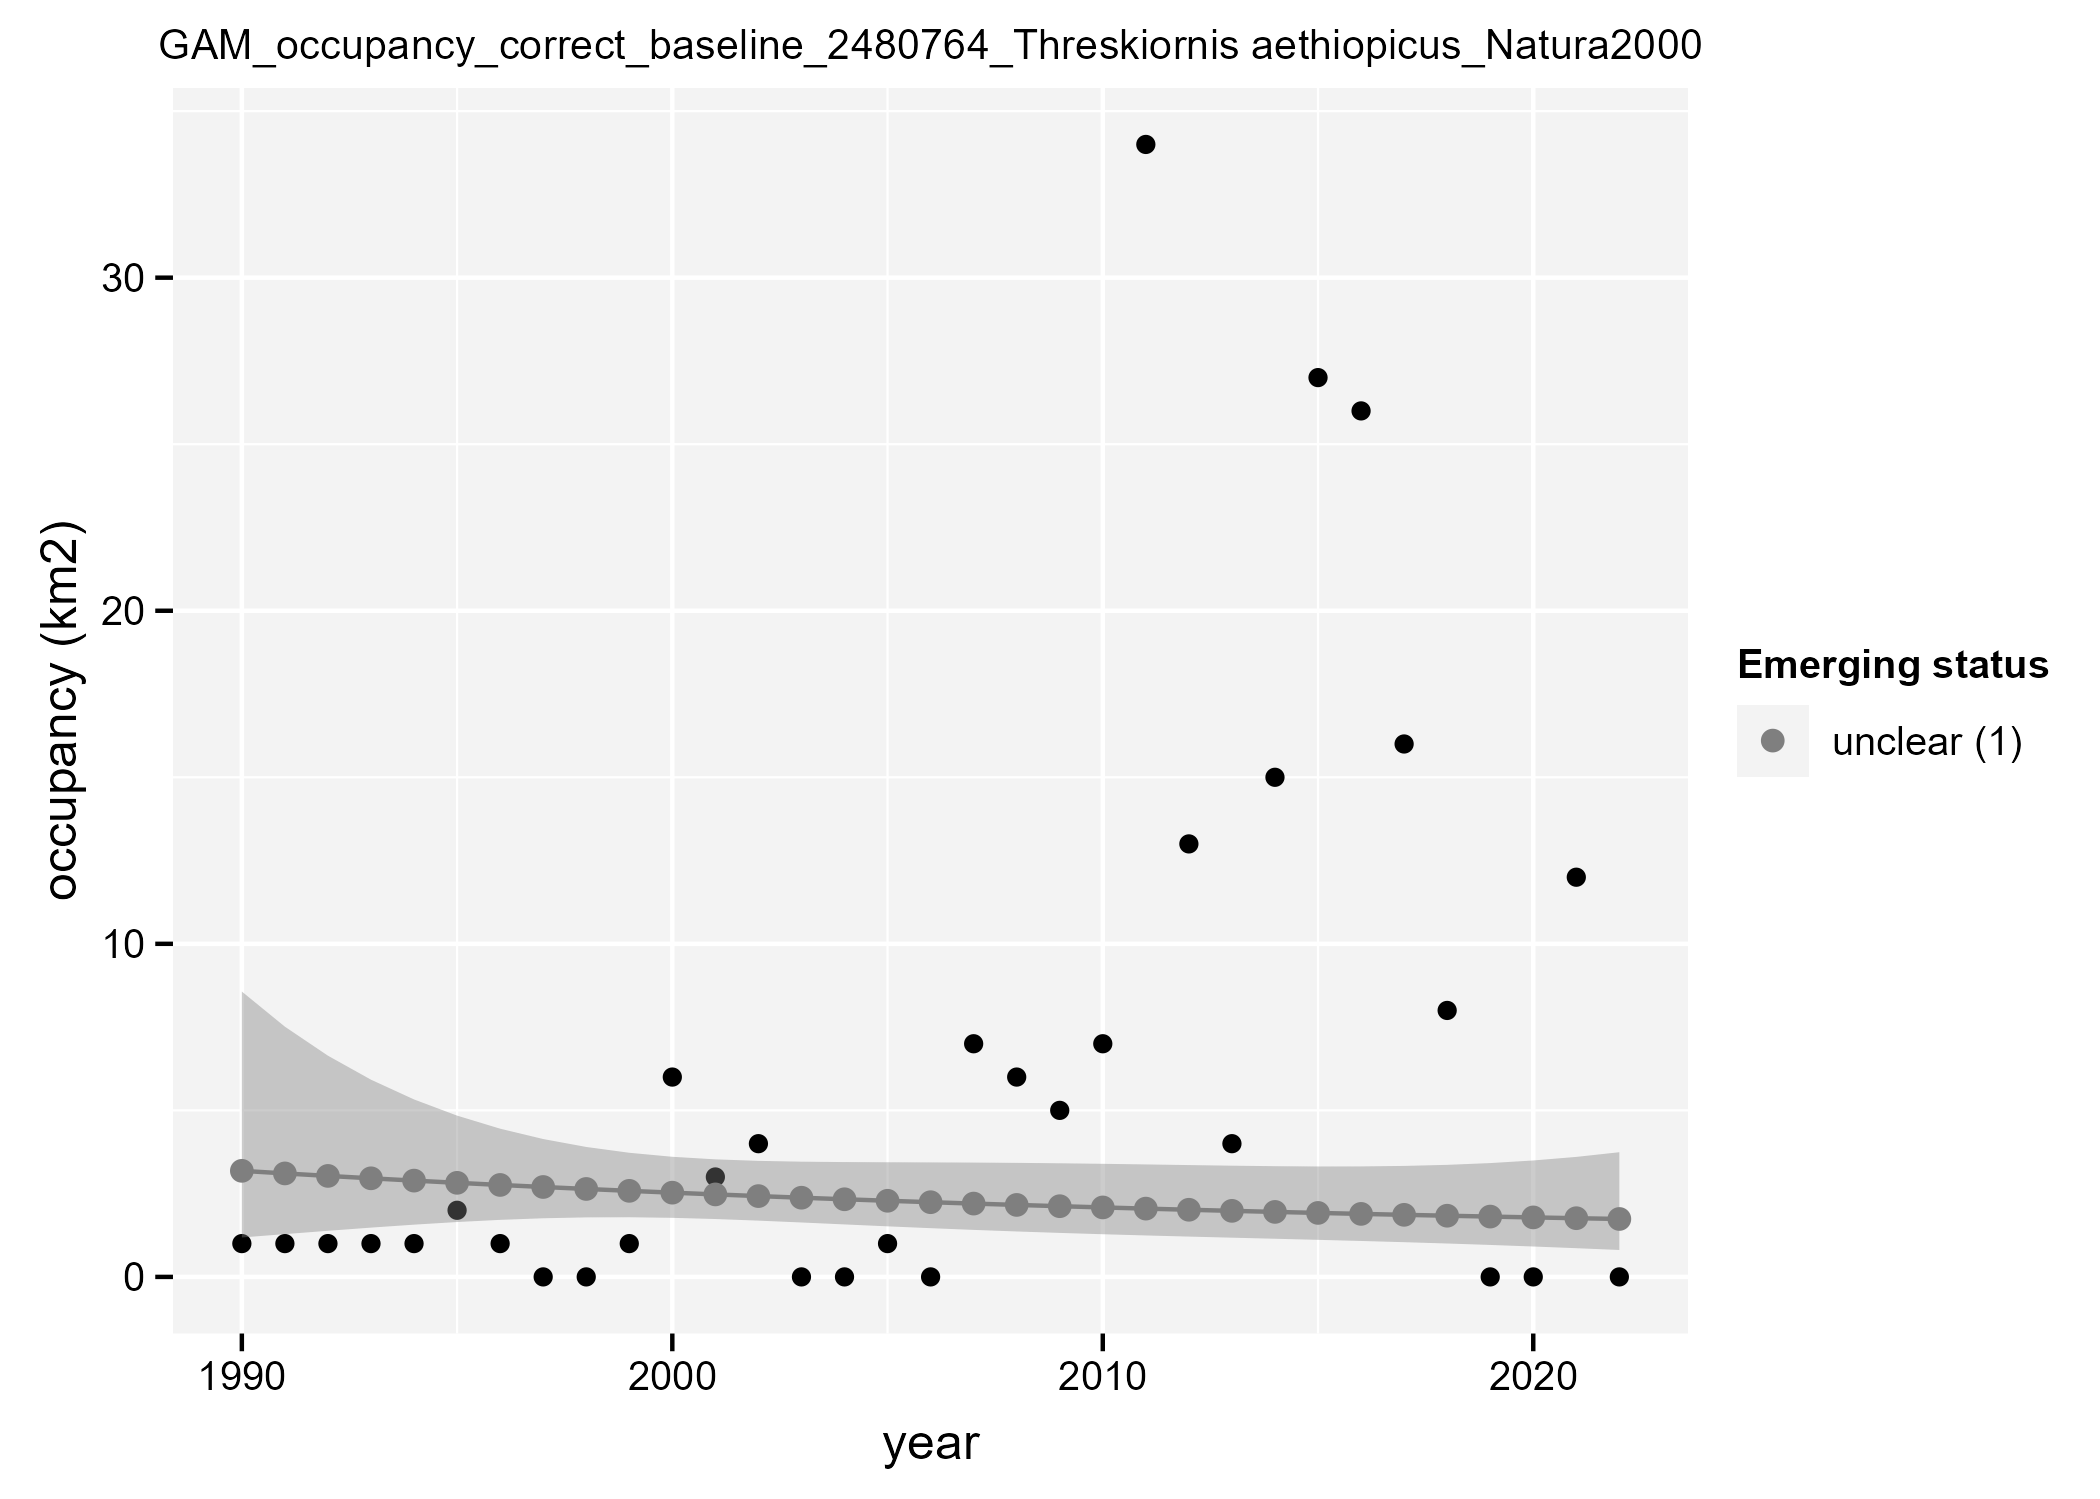 GAM_occupancy_correct_baseline_2480764_Threskiornis aethiopicus_Natura2000
30
20
10
0
occupancy (km2)
1990
2000
2010
2020
year
Emerging status
unclear (1)